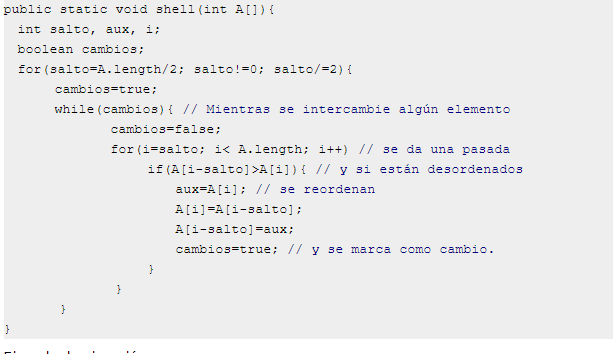 public static void shell(int A[]){
int salto, aux, i;
boolean cambios;
for(salto=A.length/2; salto!=0; salto/=2){
cambios=true;
while(cambios){ // Mientras se intercambie algún elemento
cambios=false;
for(i=salto; i< A.length; i++) // se da una pasada
if(A[i-salto]>A[i]){ // y si están desordenados
aux=A[i]; // se reordenan
A[i]=A[i-salto];
A[i-salto]=aux;
cambios=true; // y se marca como cambio.
}
}
}
}